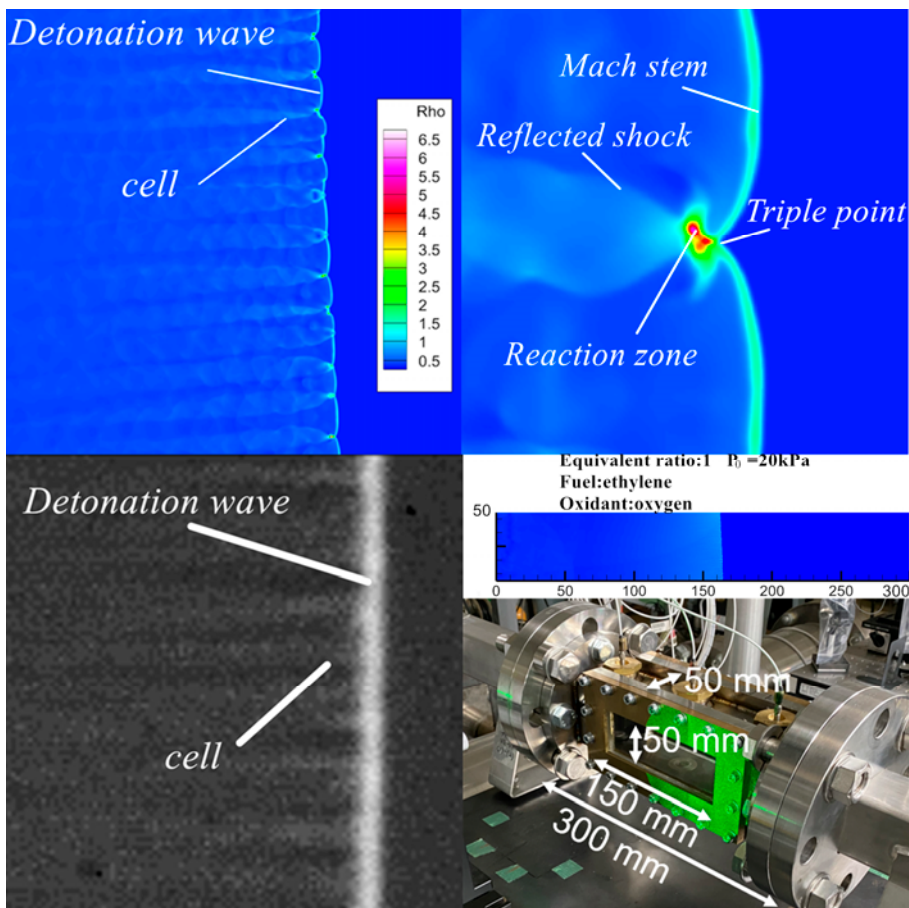 Detonation wave
cell
Rho
6.5
6
5.5
5
4.5
4
3.5
3
2.5
2
1.5
1
0.5
Mach stem
Reflected shock
Triple point
Reaction zone
Detonation wave
cell
Equivalent ratio:1 P₀ =20kPa
Fuel:ethylene
Oxidant:oxygen
50
0 50 100 150 200 250 300
50 mm
50 mm
150 mm
300 mm